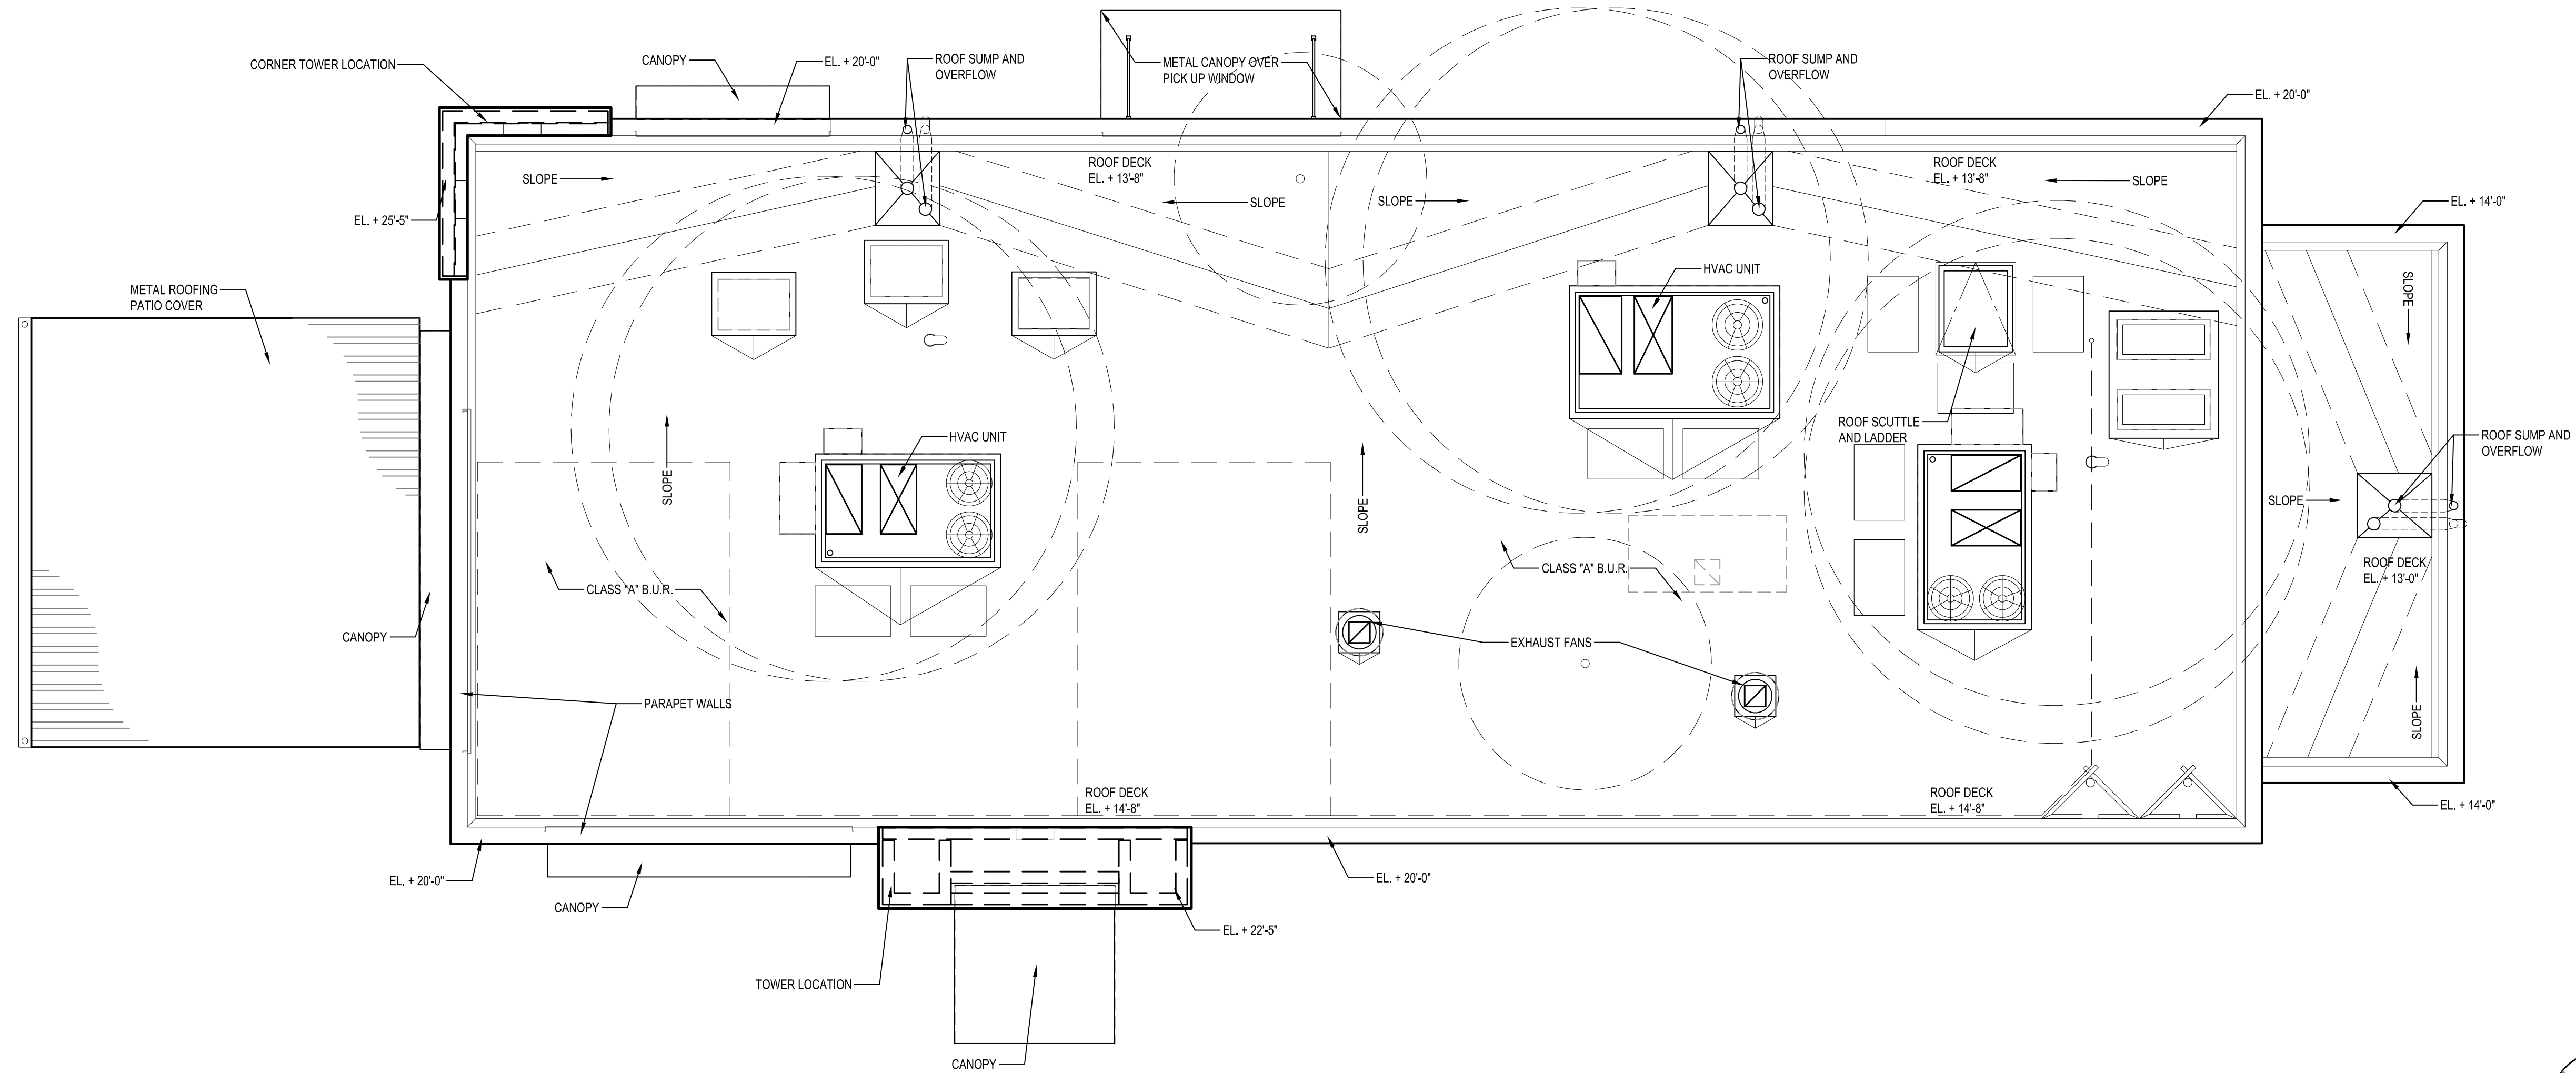 CORNER TOWER LOCATION
CANOPY
EL. + 20'-0"
ROOF SUMP AND
OVERFLOW
METAL CANOPY OVER
PICK UP WINDOW
ROOF SUMP AND
OVERFLOW
EL. + 20'-0"
SLOPE
ROOF DECK
EL. + 13'-8"
SLOPE
SLOPE
ROOF DECK
EL. + 13'-8"
SLOPE
EL. + 14'-0"
EL. + 25'-5"
METAL ROOFING
PATIO COVER
HVAC UNIT
SLOPE
ROOF SCUTTLE
AND LADDER
HVAC UNIT
ROOF SUMP AND
OVERFLOW
SLOPE
SLOPE
SLOPE
CLASS "A" B.U.R.
CLASS "A" B.U.R.
ROOF DECK
EL. + 13'-0"
CANOPY
EXHAUST FANS
PARAPET WALLS
SLOPE
ROOF DECK
EL. + 14'-8"
ROOF DECK
EL. + 14'-8"
EL. + 14'-0"
EL. + 20'-0"
CANOPY
EL. + 20'-0"
EL. + 22'-5"
TOWER LOCATION
CANOPY